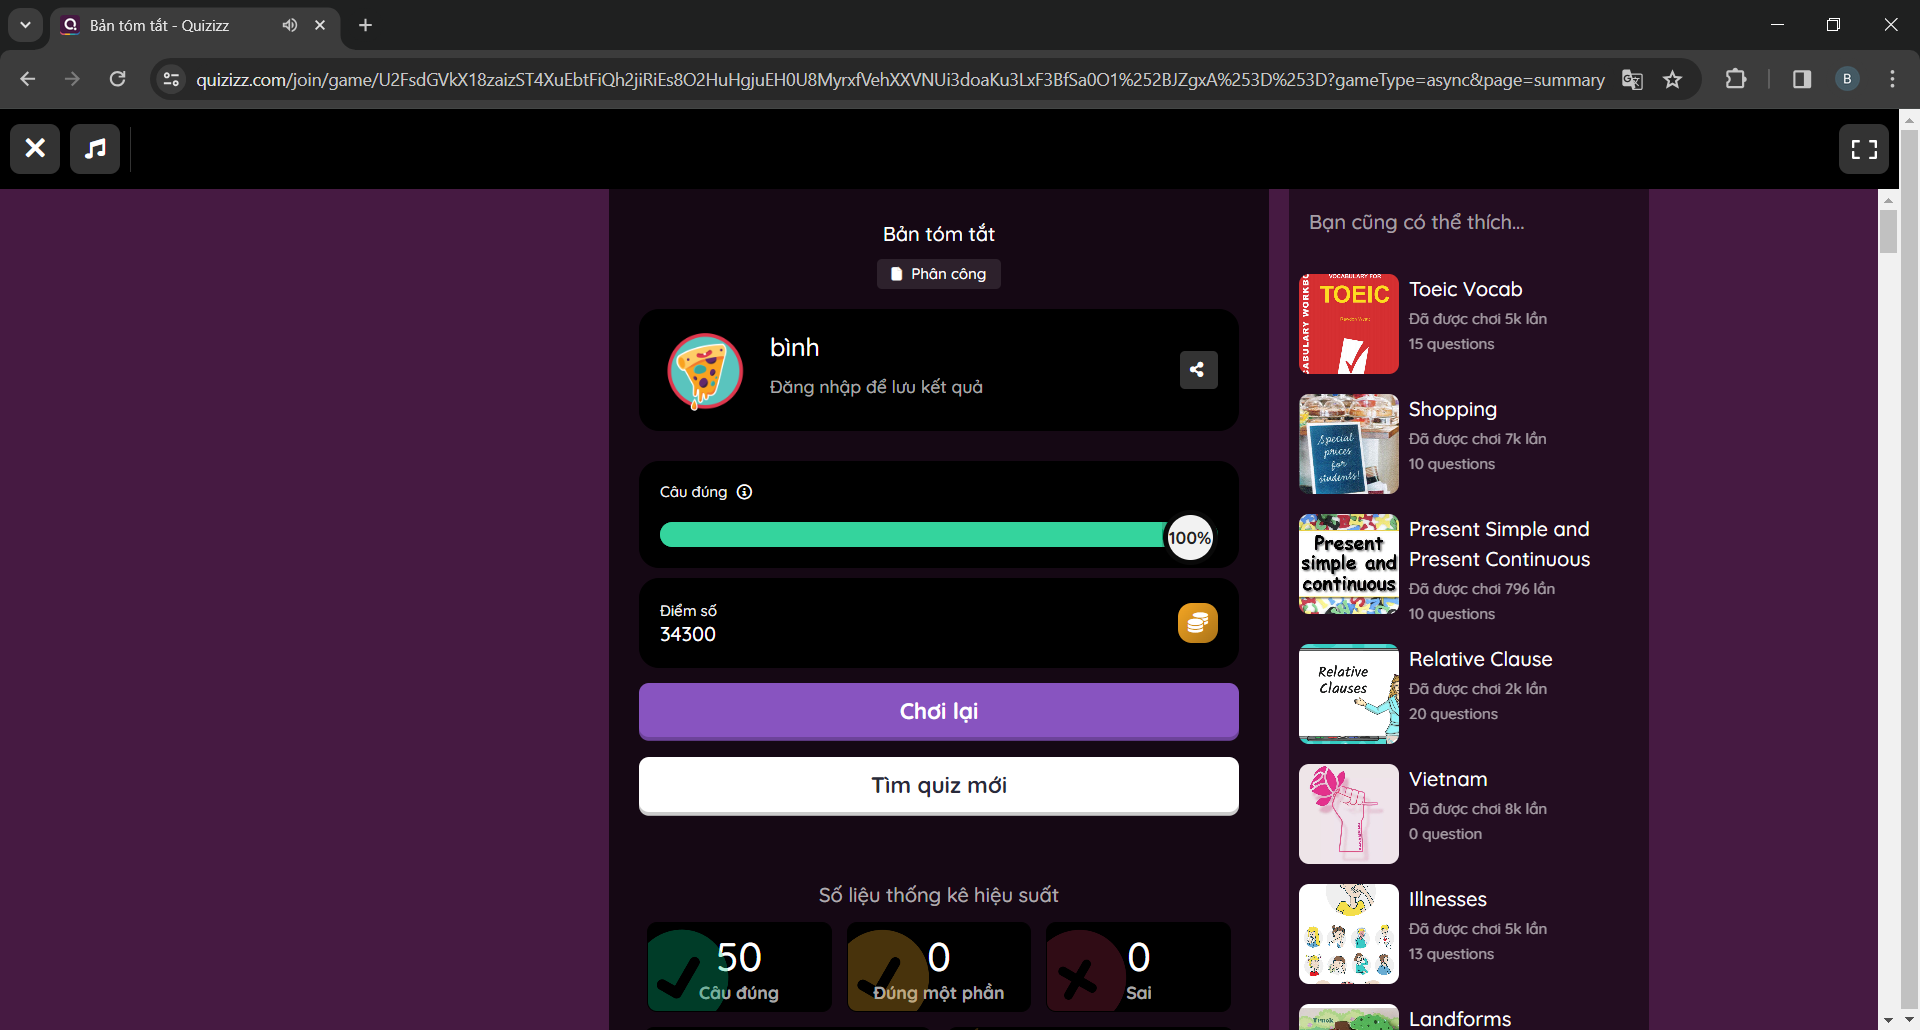 Bản tóm tắt - Quizizz
quizizz.com/join/game/U2FsdGVkX18zaizST4XuEbtFiQh2jiRiEs8O2HuHgjuEH0U8MyrxfVehXXVNUi3doaKu3LxF3BfSa0O1%252BJZgxA%253D%253D?gameType=async&page=summary
B
Bản tóm tắt
Phân công
bình
Đăng nhập để lưu kết quả
Câu đúng
100%
Điểm số
34300
Chơi lại
Tìm quiz mới
Số liệu thống kê hiệu suất
50
Câu đúng
0
Đúng một phần
0
Sai
Bạn cũng có thể thích...
VOCABULARY FOR
TOEIC
Toeic Vocab
Đã được chơi 5k lần
15 questions
Special
prices
for
students!
Shopping
Đã được chơi 7k lần
10 questions
Present
simple and
continuous
Present Simple and
Present Continuous
Đã được chơi 796 lần
10 questions
Relative
Clauses
Relative Clause
Đã được chơi 2k lần
20 questions
Vietnam
Đã được chơi 8k lần
0 question
Illnesses
Đã được chơi 5k lần
13 questions
Landforms